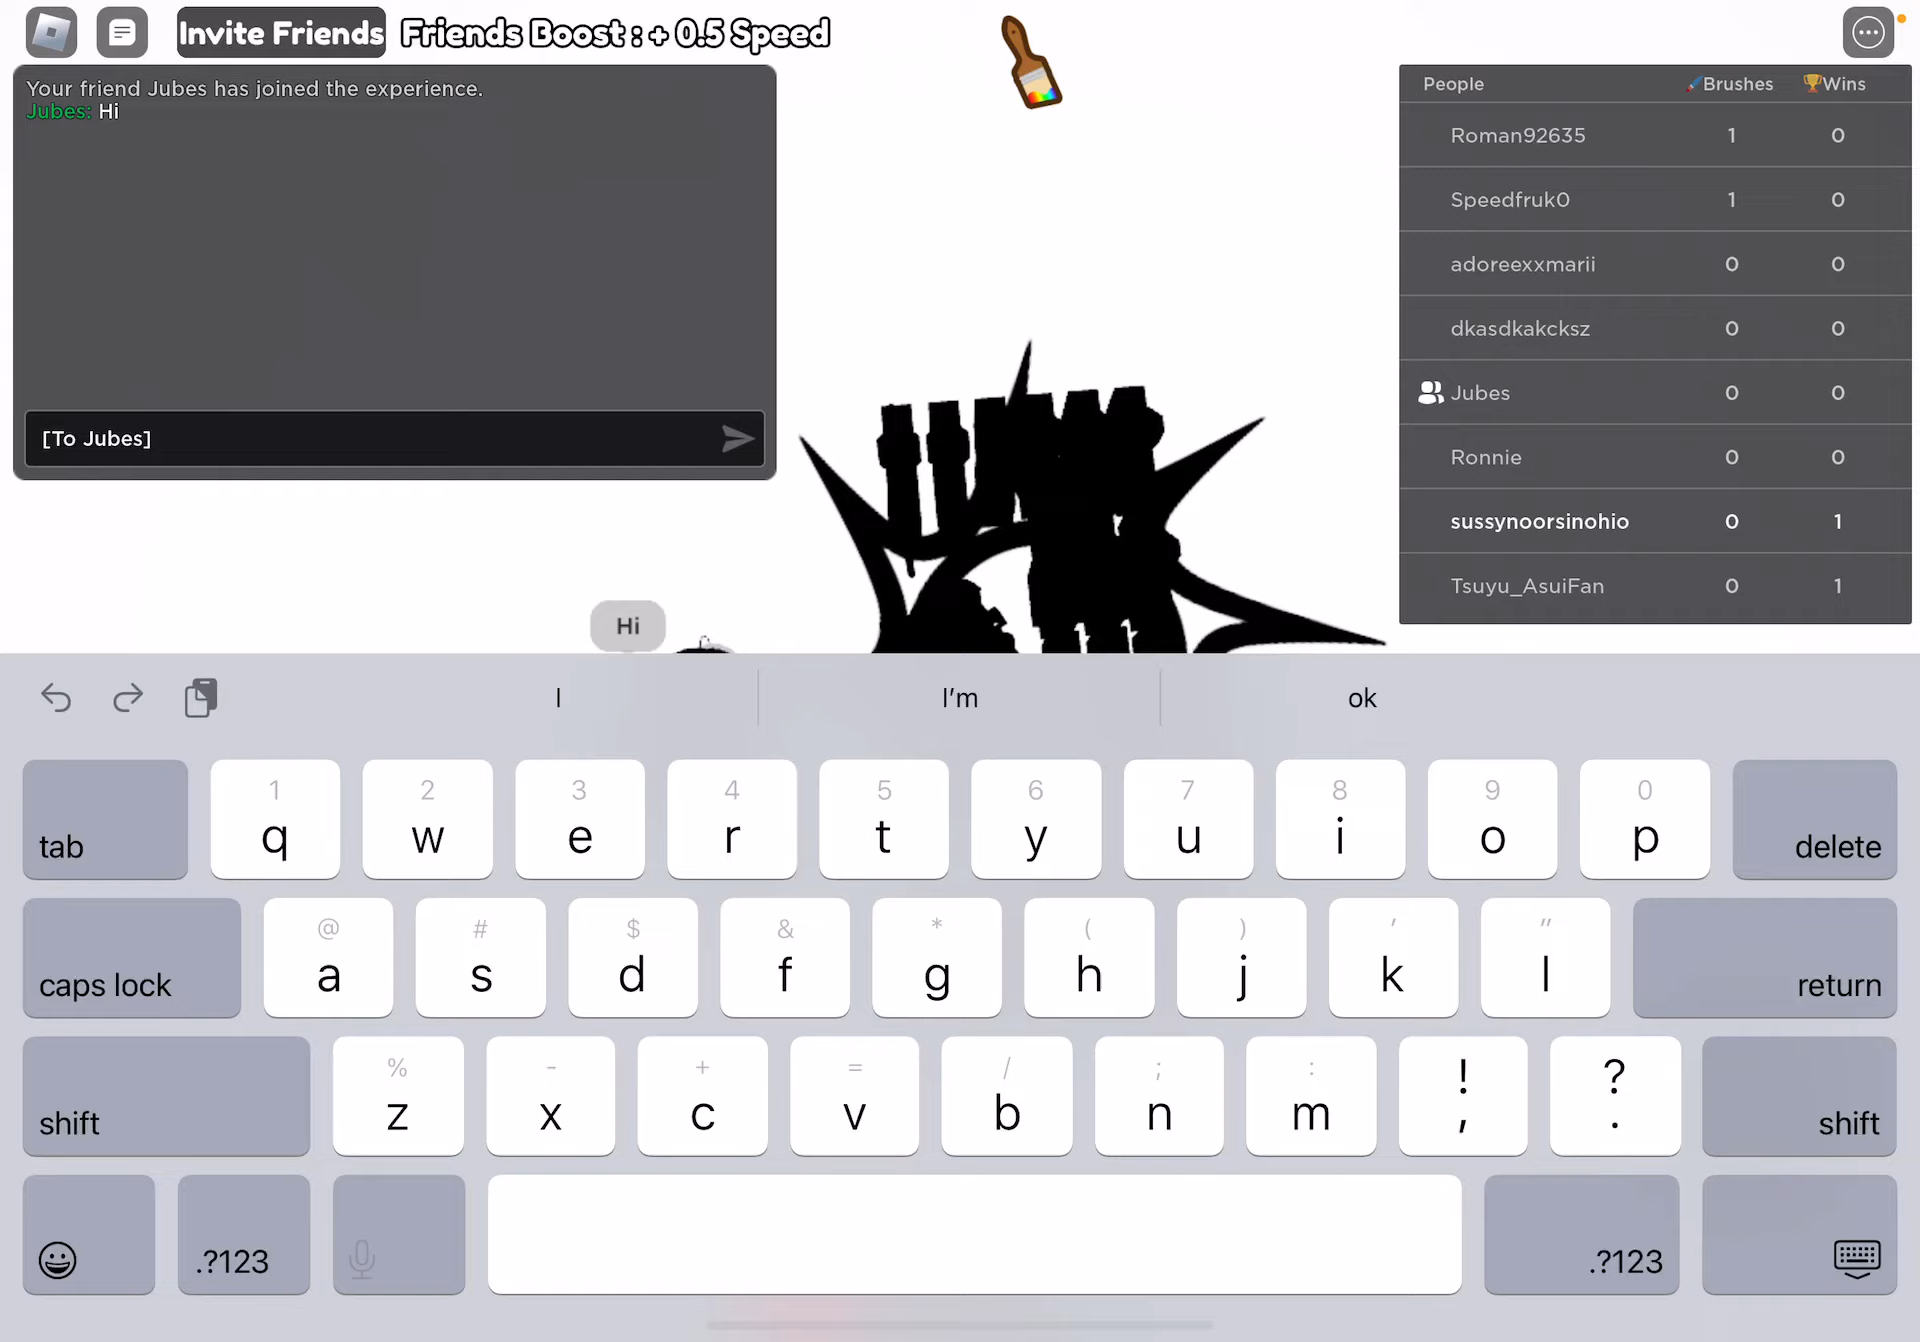 Invite Friends Friends Boost : + 0.5 Speed
Your friend Jubes has joined the experience.
Jubes: Hi
[To Jubes]
People Brushes Wins
Roman92635 1 0
Speedfruk0 1 0
adoreexxmarii 0 0
dkasdkakcksz 0 0
Jubes 0 0
Ronnie 0 0
sussynoorsinohio 0 1
Tsuyu_AsuiFan 0 1
Hi
I I'm ok
1 2 3 4 5 6 7 8 9 0
tab q w e r t y u i o p delete
@ # $ & * ( ) ' "
caps lock a s d f g h j k l return
% - + = / ; : ! ?
shift z x c v b n m , . shift
.?123 .?123